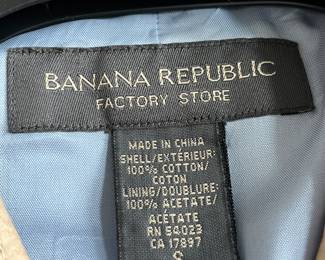 BANANA REPUBLIC
FACTORY STORE
MADE IN CHINA
SHELL/EXTÉRIEUR:
100% COTTON/
COTON
LINING/DOUBLURE:
100% ACETATE/
ACÉTATE
RN 54023
CA 17897
S